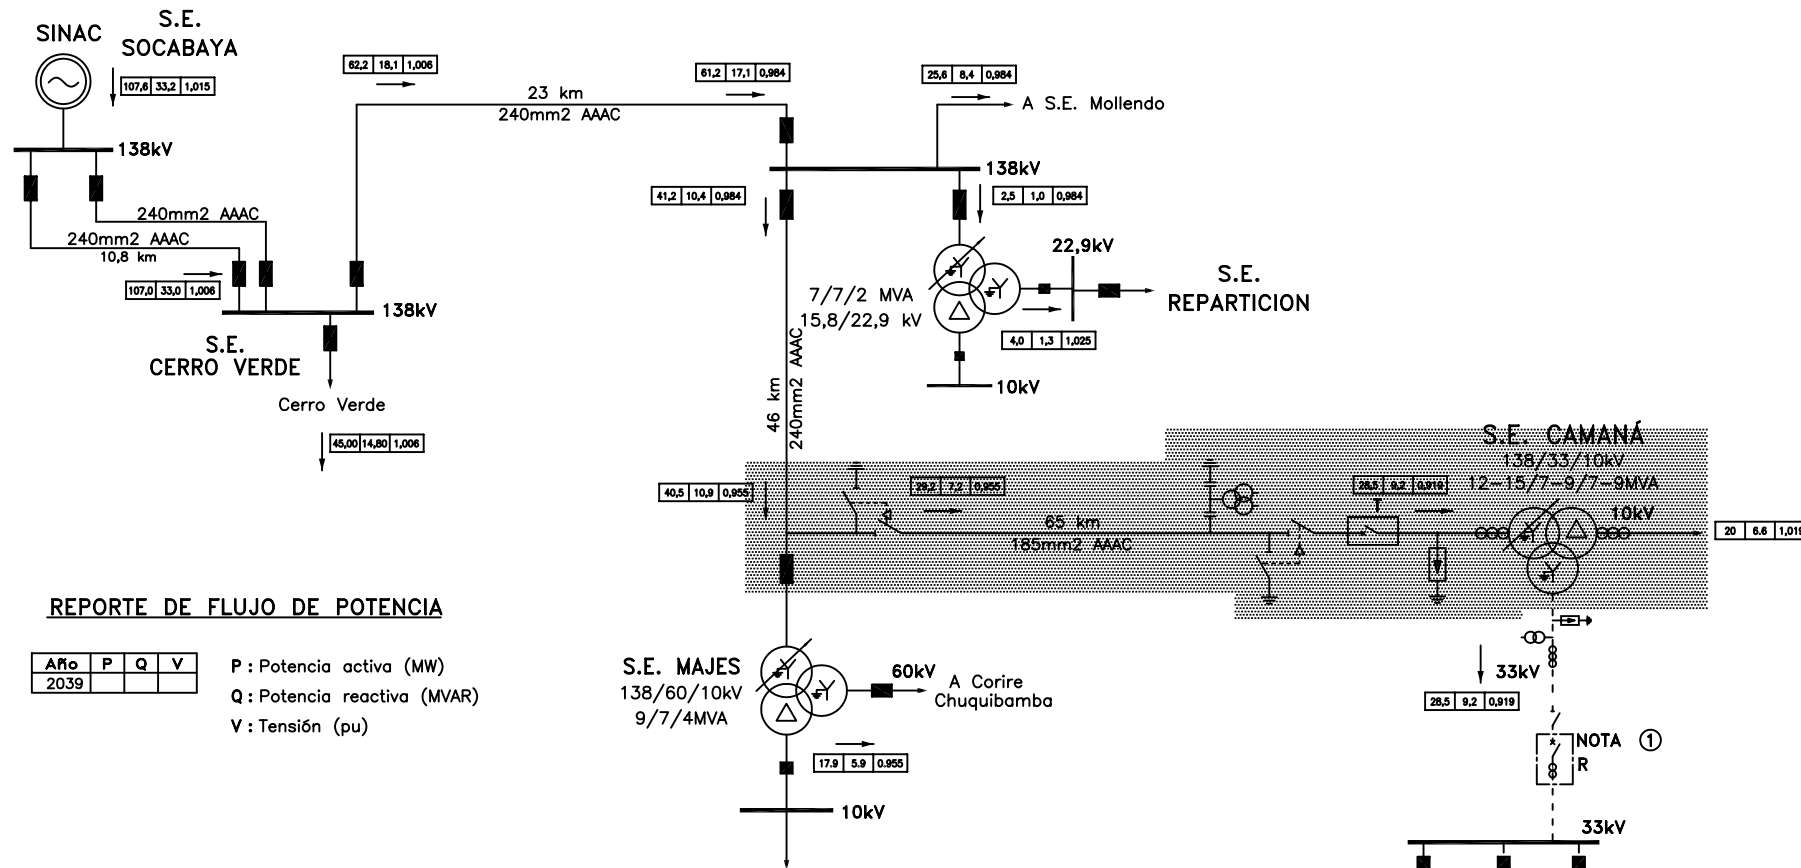 SINAC
S.E.
SOCABAYA
107,6 33,2 1,015
138kV
240mm2 AAAC
240mm2 AAAC
10,8 km
107,0 33,0 1,006
138kV
S.E.
CERRO VERDE
Cerro Verde
45,00 14,80 1,006
62,2 18,1 1,006
23 km
240mm2 AAAC
61,2 17,1 0,984
25,6 8,4 0,984
A S.E. Mollendo
138kV
41,2 10,4 0,984
2,5 1,0 0,984
22,9kV
S.E.
REPARTICION
7/7/2 MVA
15,8/22,9 kV
4,0 1,3 1,025
10kV
46 km
240mm2 AAAC
S.E. CAMANÁ
138/33/10kV
12-15/7-9/7-9MVA
10kV
40,5 10,9 0,955
29,2 7,2 0,955
28,5 9,2 0,919
65 km
185mm2 AAAC
20 6.6 1,019
REPORTE DE FLUJO DE POTENCIA
Año P Q V
2039
P : Potencia activa (MW)
Q : Potencia reactiva (MVAR)
V : Tensión (pu)
S.E. MAJES
138/60/10kV
9/7/4MVA
60kV
A Corire
Chuquibamba
17.9 5.9 0.955
10kV
33kV
28,5 9,2 0,919
NOTA 1
R
33kV